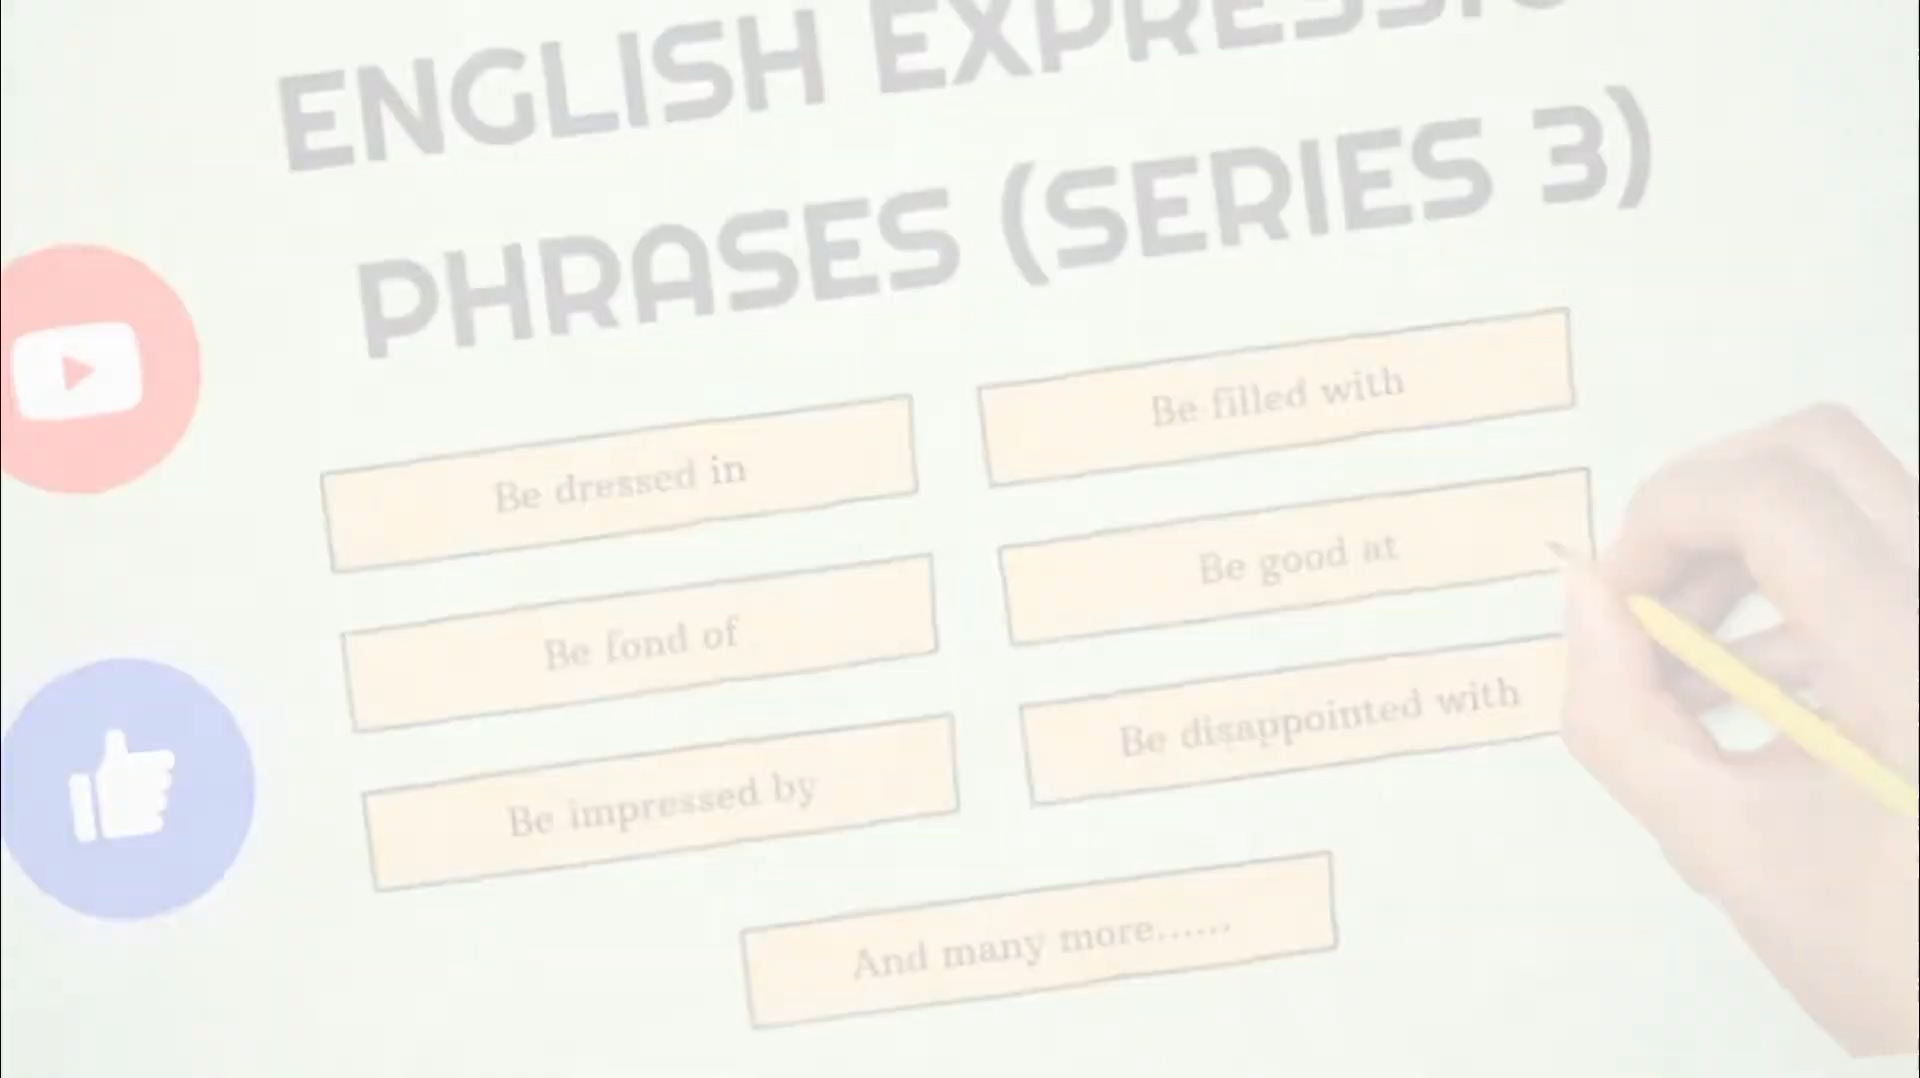 ENGLISH EXPRESSIO
PHRASES (SERIES 3)
Be dressed in
Be filled with
Be fond of
Be good at
Be impressed by
Be disappointed with
And many more......